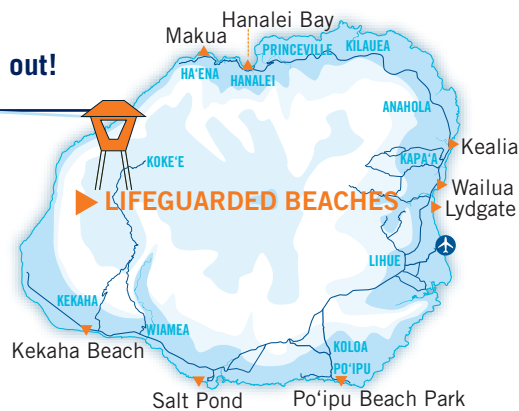 Hanalei Bay
Makua
PRINCEVILLE
KILAUEA
out!
HA‘ENA
HANALEI
ANAHOLA
Kealia
KAPA‘A
KOKE‘E
Wailua
LIFEGUARDED BEACHES
Lydgate
LIHUE
KEKAHA
WIAMEA
KOLOA
Kekaha Beach
PO‘IPU
Salt Pond
Po‘ipu Beach Park